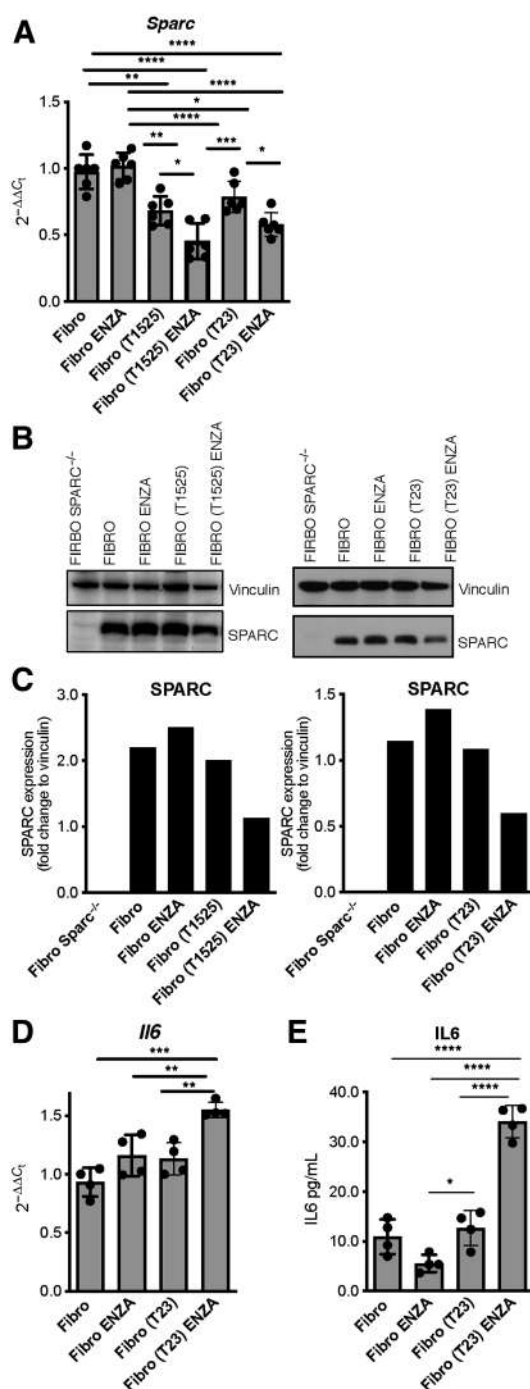 A
Sparc
****
****
**
****
*
****
**
***
*
*
2−ΔΔCt
1.5
1.0
0.5
0.0
Fibro
Fibro ENZA
Fibro (T1525)
Fibro (T1525) ENZA
Fibro (T23)
Fibro (T23) ENZA
B
FIRBO SPARC−/−
FIBRO
FIBRO ENZA
FIBRO (T1525)
FIBRO (T1525) ENZA
Vinculin
SPARC
FIRBO SPARC−/−
FIBRO
FIBRO ENZA
FIBRO (T23)
FIBRO (T23) ENZA
Vinculin
SPARC
C
SPARC
SPARC expression
(fold change to vinculin)
3.0
2.0
1.0
0.0
Fibro Sparc−/−
Fibro
Fibro ENZA
Fibro (T1525)
Fibro (T1525) ENZA
SPARC
SPARC expression
(fold change to vinculin)
1.5
1.0
0.5
0.0
Fibro Sparc−/−
Fibro
Fibro ENZA
Fibro (T23)
Fibro (T23) ENZA
D
Il6
***
**
**
2−ΔΔCt
1.5
1.0
0.5
0.0
Fibro
Fibro ENZA
Fibro (T23)
Fibro (T23) ENZA
E
IL6
****
****
****
*
IL6 pg/mL
40.0
30.0
20.0
10.0
0.0
Fibro
Fibro ENZA
Fibro (T23)
Fibro (T23) ENZA